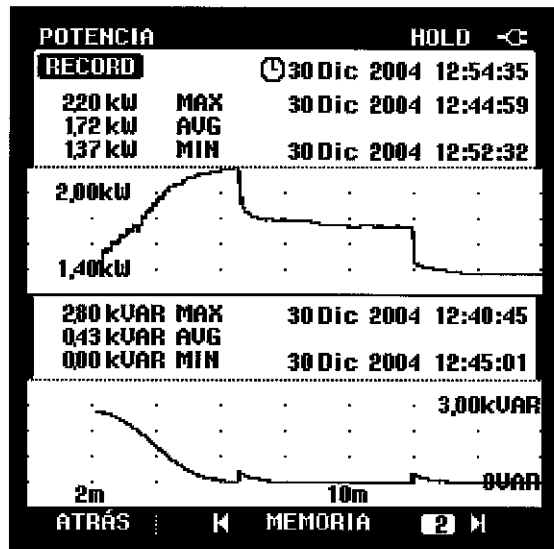 POTENCIA HOLD
RECORD 30 Dic 2004 12:54:35
2,20 kW MAX 30 Dic 2004 12:44:59
1,72 kW AVG
1,37 kW MIN 30 Dic 2004 12:52:32
2,00kW
1,40kW
2,80 kVAR MAX 30 Dic 2004 12:40:45
0,43 kVAR AVG
0,00 kVAR MIN 30 Dic 2004 12:45:01
3,00kVAR
0VAR
2m 10m
ATRÁS MEMORIA 2